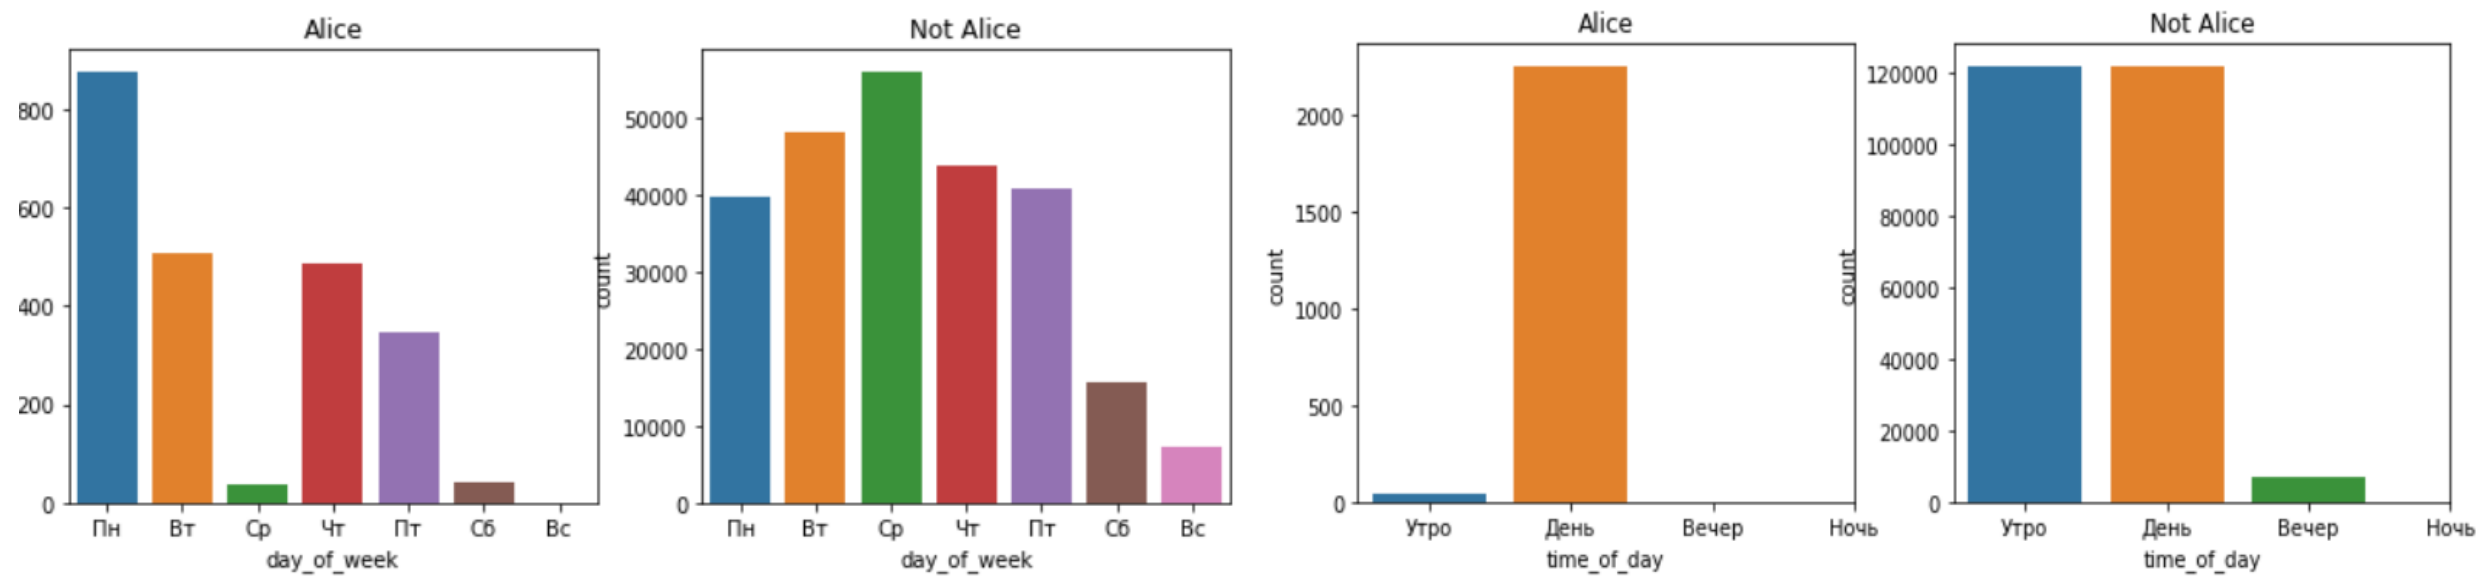 Alice
800
600
400
200
0
Пн Вт Ср Чт Пт Сб Вс
day_of_week
Not Alice
count
50000
40000
30000
20000
10000
0
Пн Вт Ср Чт Пт Сб Вс
day_of_week
Alice
count
2000
1500
1000
500
0
Утро День Вечер Ночь
time_of_day
Not Alice
count
120000
100000
80000
60000
40000
20000
0
Утро День Вечер Ночь
time_of_day